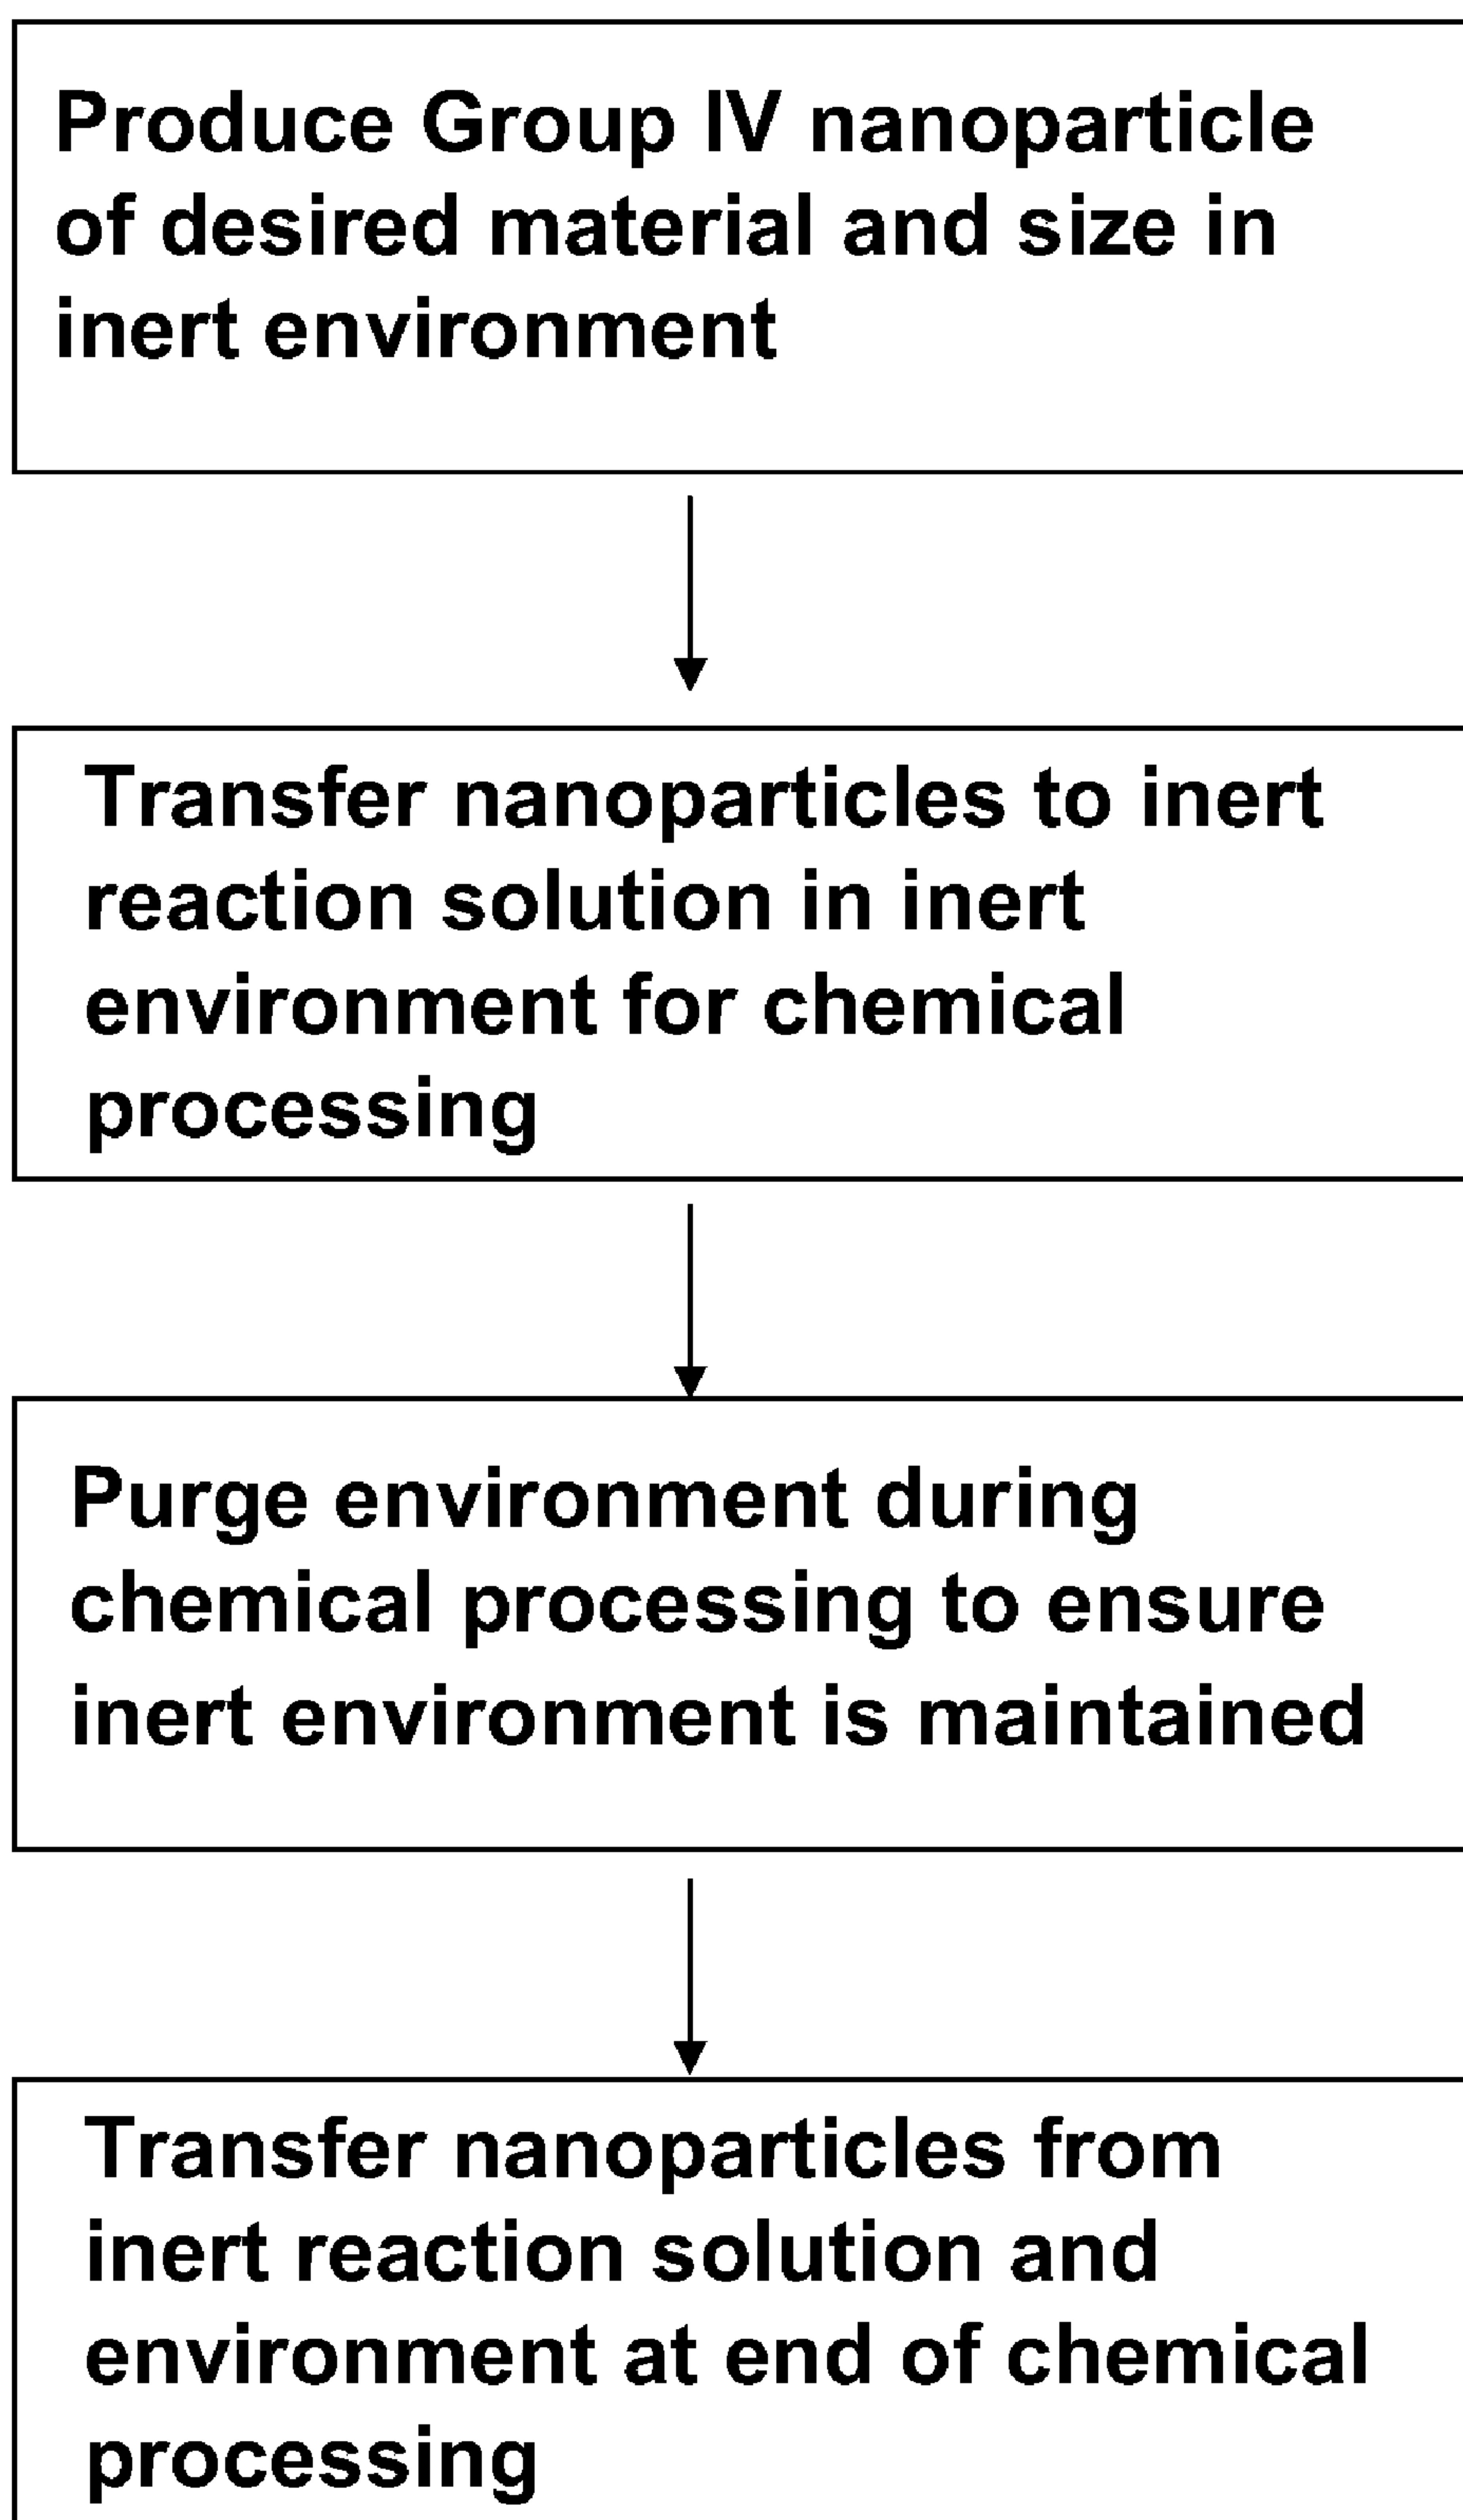 Produce Group IV nanoparticle
of desired material and size in
inert environment
Transfer nanoparticles to inert
reaction solution in inert
environment for chemical
processing
Purge environment during
chemical processing to ensure
inert environment is maintained
Transfer nanoparticles from
inert reaction solution and
environment at end of chemical
processing